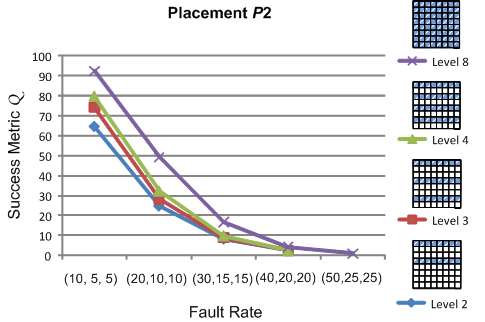 Placement P2
100
90
80
70
60
50
40
30
20
10
0
Success Metric Q
(10, 5, 5) (20,10,10) (30,15,15) (40,20,20) (50,25,25)
Fault Rate
Level 8
Level 4
Level 3
Level 2